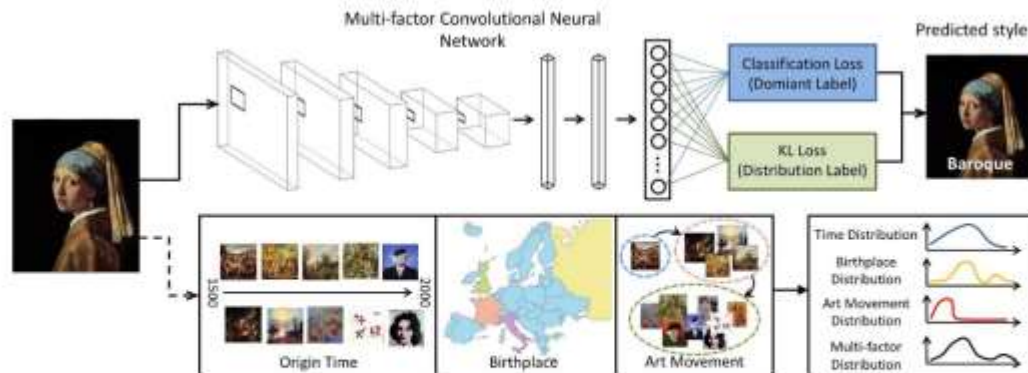 Multi-factor Convolutional Neural
Network
Predicted style
Classification Loss
(Domiant Label)
KL Loss
(Distribution Label)
Baroque
1500
2000
Origin Time
Birthplace
Art Movement
Time Distribution
Birthplace
Distribution
Art Movement
Distribution
Multi-factor
Distribution